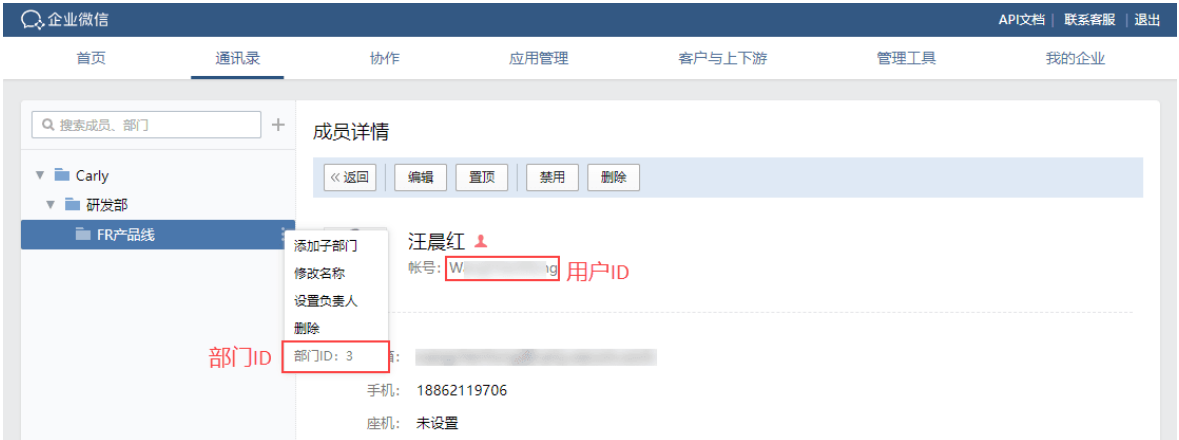 企业微信 API文档 联系客服 退出
首页 通讯录 协作 应用管理 客户与上下游 管理工具 我的企业
搜索成员、部门
成员详情
Carly
返回 编辑 置顶 禁用 删除
研发部
FR产品线
汪晨红
添加子部门
帐号: 用户ID
修改名称
设置负责人
删除
部门ID
部门ID: 3
手机: 18862119706
座机: 未设置